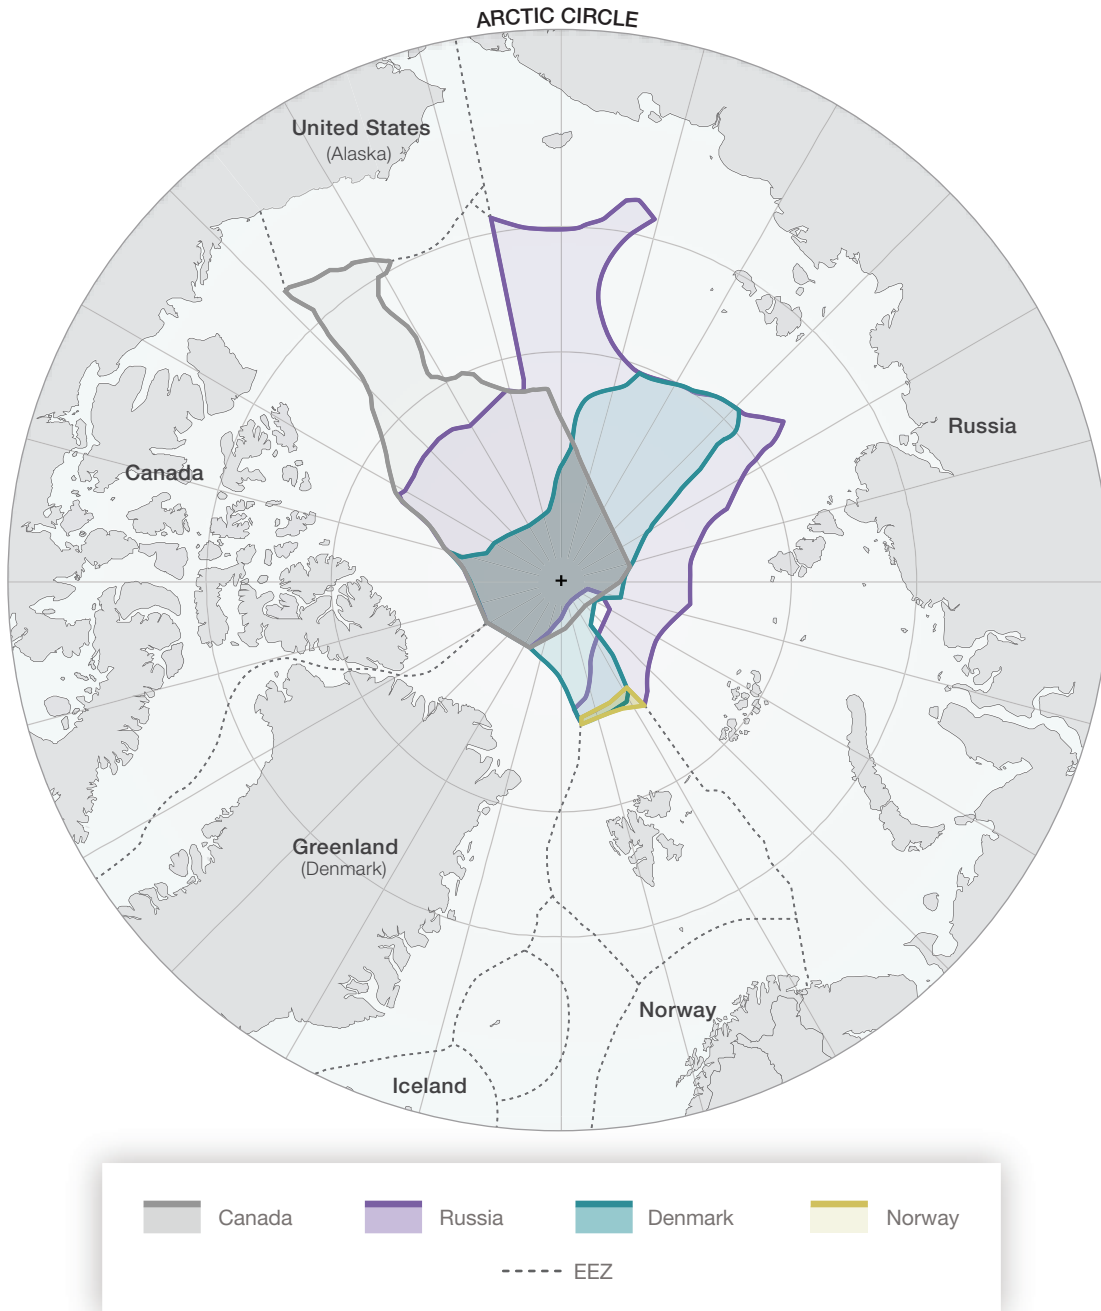 ARCTIC CIRCLE
United States
(Alaska)
Russia
Canada
Greenland
(Denmark)
Norway
Iceland
Canada
Russia
Denmark
Norway
EEZ